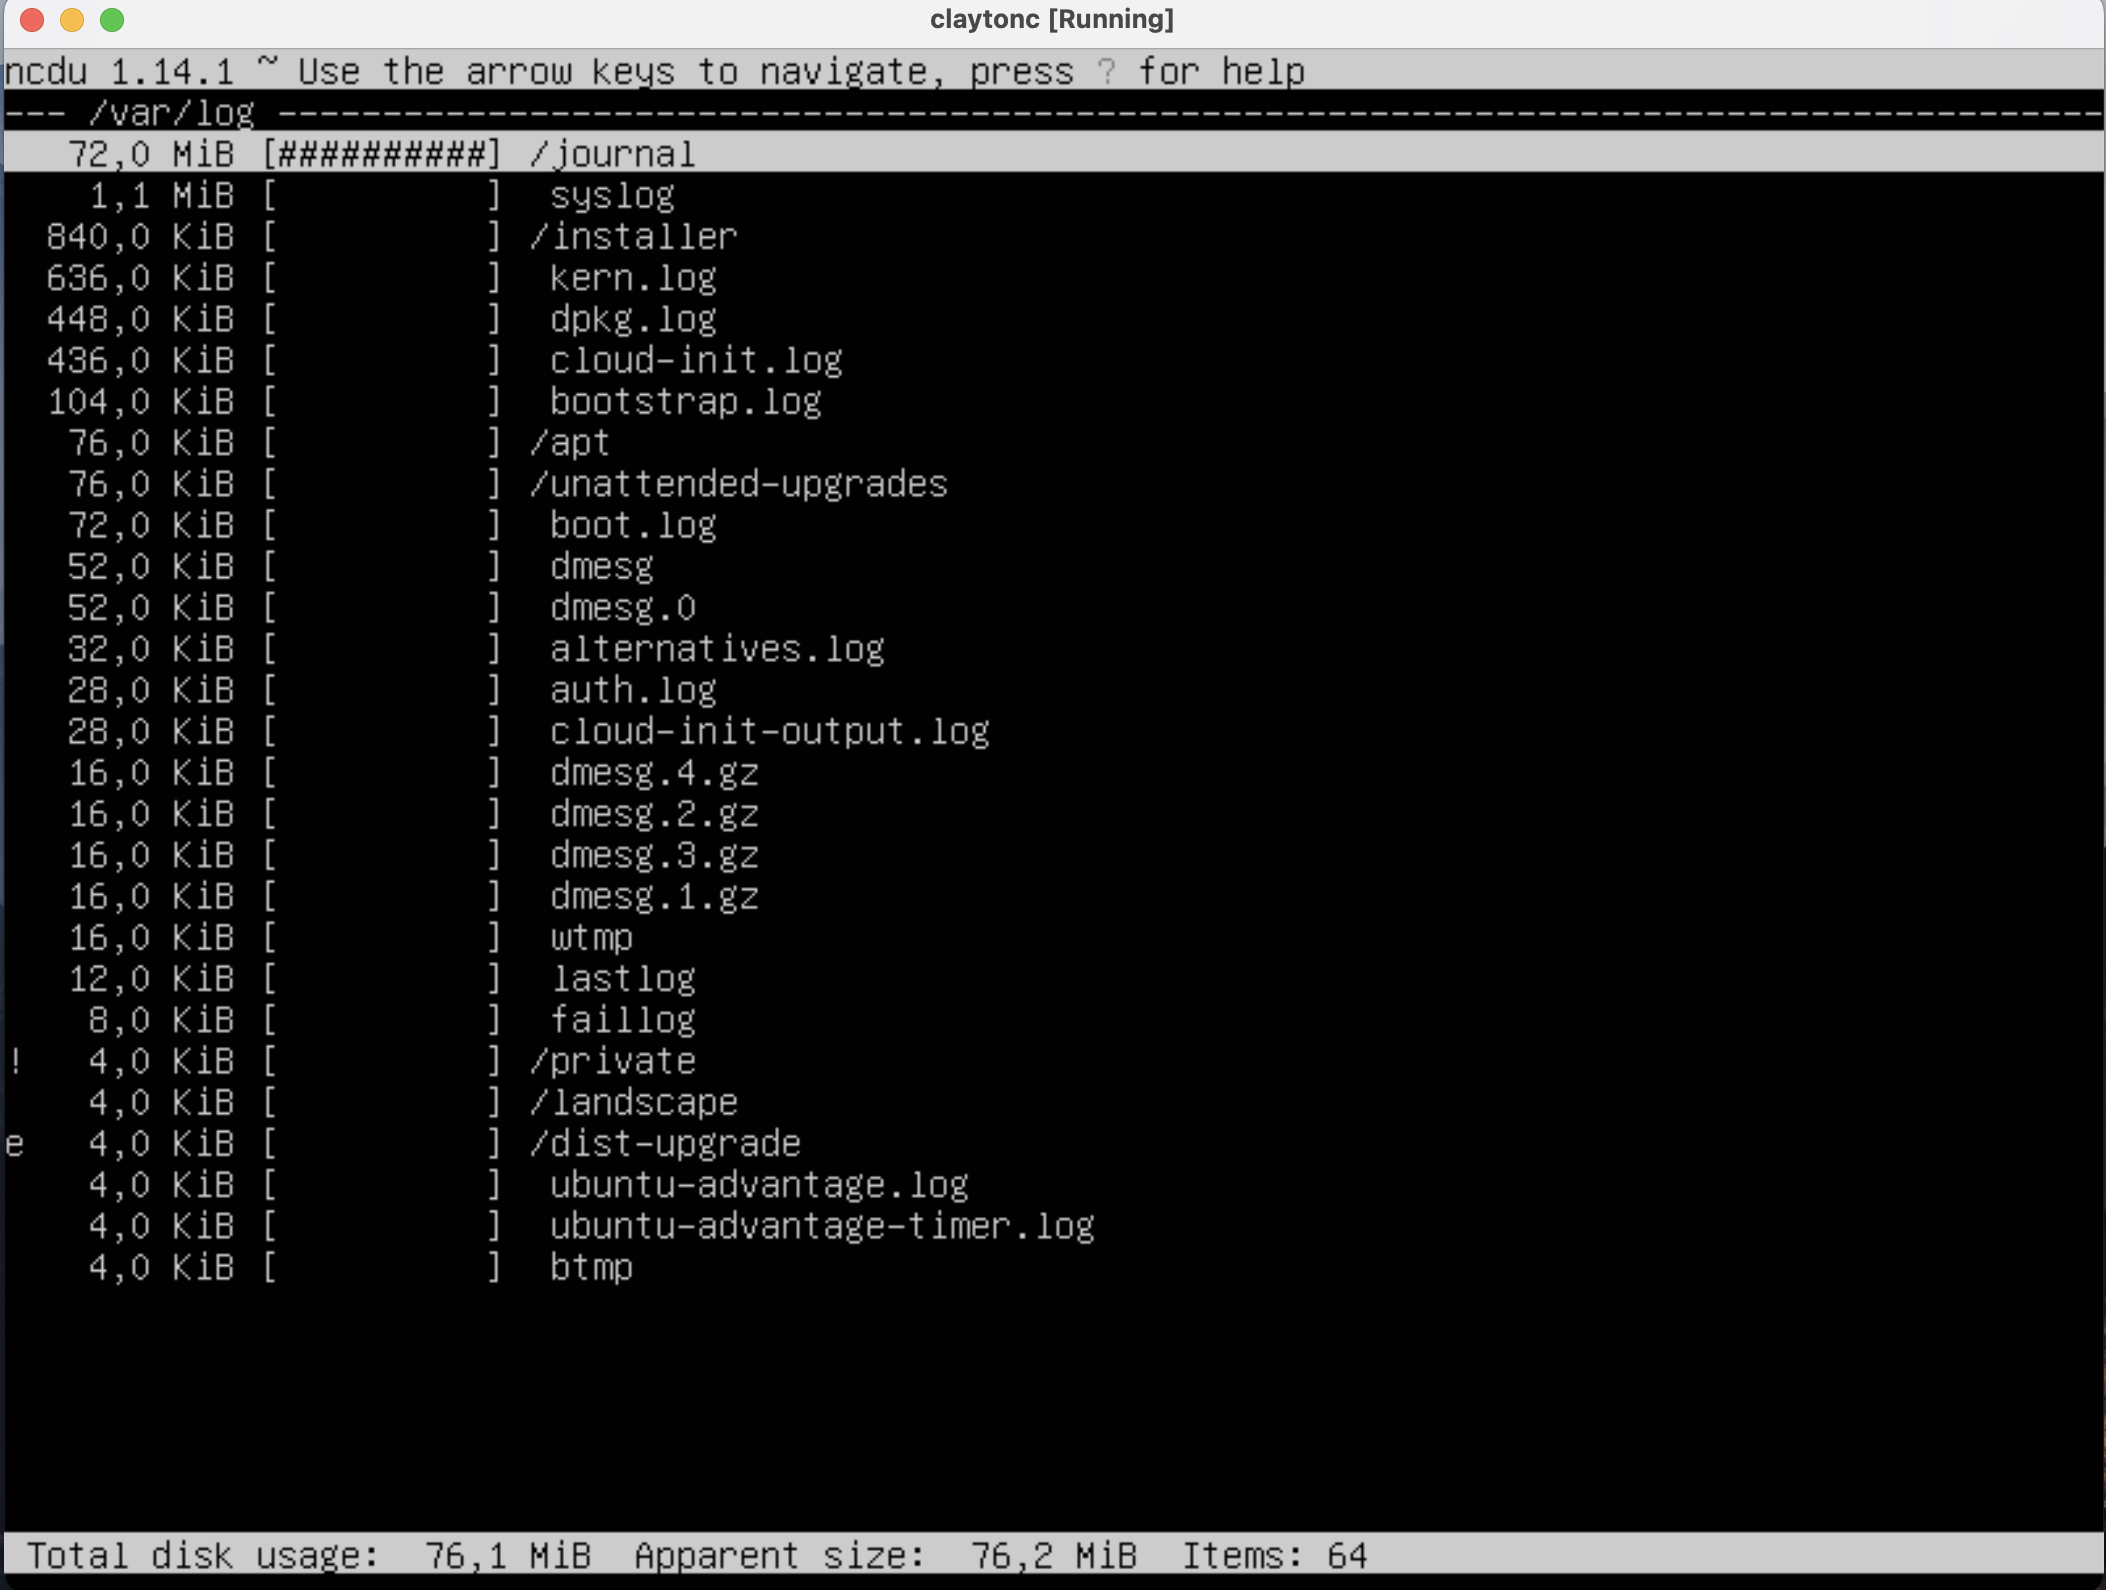 claytonc [Running]
ncdu 1.14.1 ~ Use the arrow keys to navigate, press ? for help
--- /var/log ---------------------------------------------------------------------------------------
   72,0 MiB [##########] /journal
    1,1 MiB [          ]  syslog
  840,0 KiB [          ] /installer
  636,0 KiB [          ]  kern.log
  448,0 KiB [          ]  dpkg.log
  436,0 KiB [          ]  cloud-init.log
  104,0 KiB [          ]  bootstrap.log
   76,0 KiB [          ] /apt
   76,0 KiB [          ] /unattended-upgrades
   72,0 KiB [          ]  boot.log
   52,0 KiB [          ]  dmesg
   52,0 KiB [          ]  dmesg.0
   32,0 KiB [          ]  alternatives.log
   28,0 KiB [          ]  auth.log
   28,0 KiB [          ]  cloud-init-output.log
   16,0 KiB [          ]  dmesg.4.gz
   16,0 KiB [          ]  dmesg.2.gz
   16,0 KiB [          ]  dmesg.3.gz
   16,0 KiB [          ]  dmesg.1.gz
   16,0 KiB [          ]  wtmp
   12,0 KiB [          ]  lastlog
    8,0 KiB [          ]  faillog
!   4,0 KiB [          ] /private
    4,0 KiB [          ] /landscape
e   4,0 KiB [          ] /dist-upgrade
    4,0 KiB [          ]  ubuntu-advantage.log
    4,0 KiB [          ]  ubuntu-advantage-timer.log
    4,0 KiB [          ]  btmp
Total disk usage:  76,1 MiB  Apparent size:  76,2 MiB  Items: 64